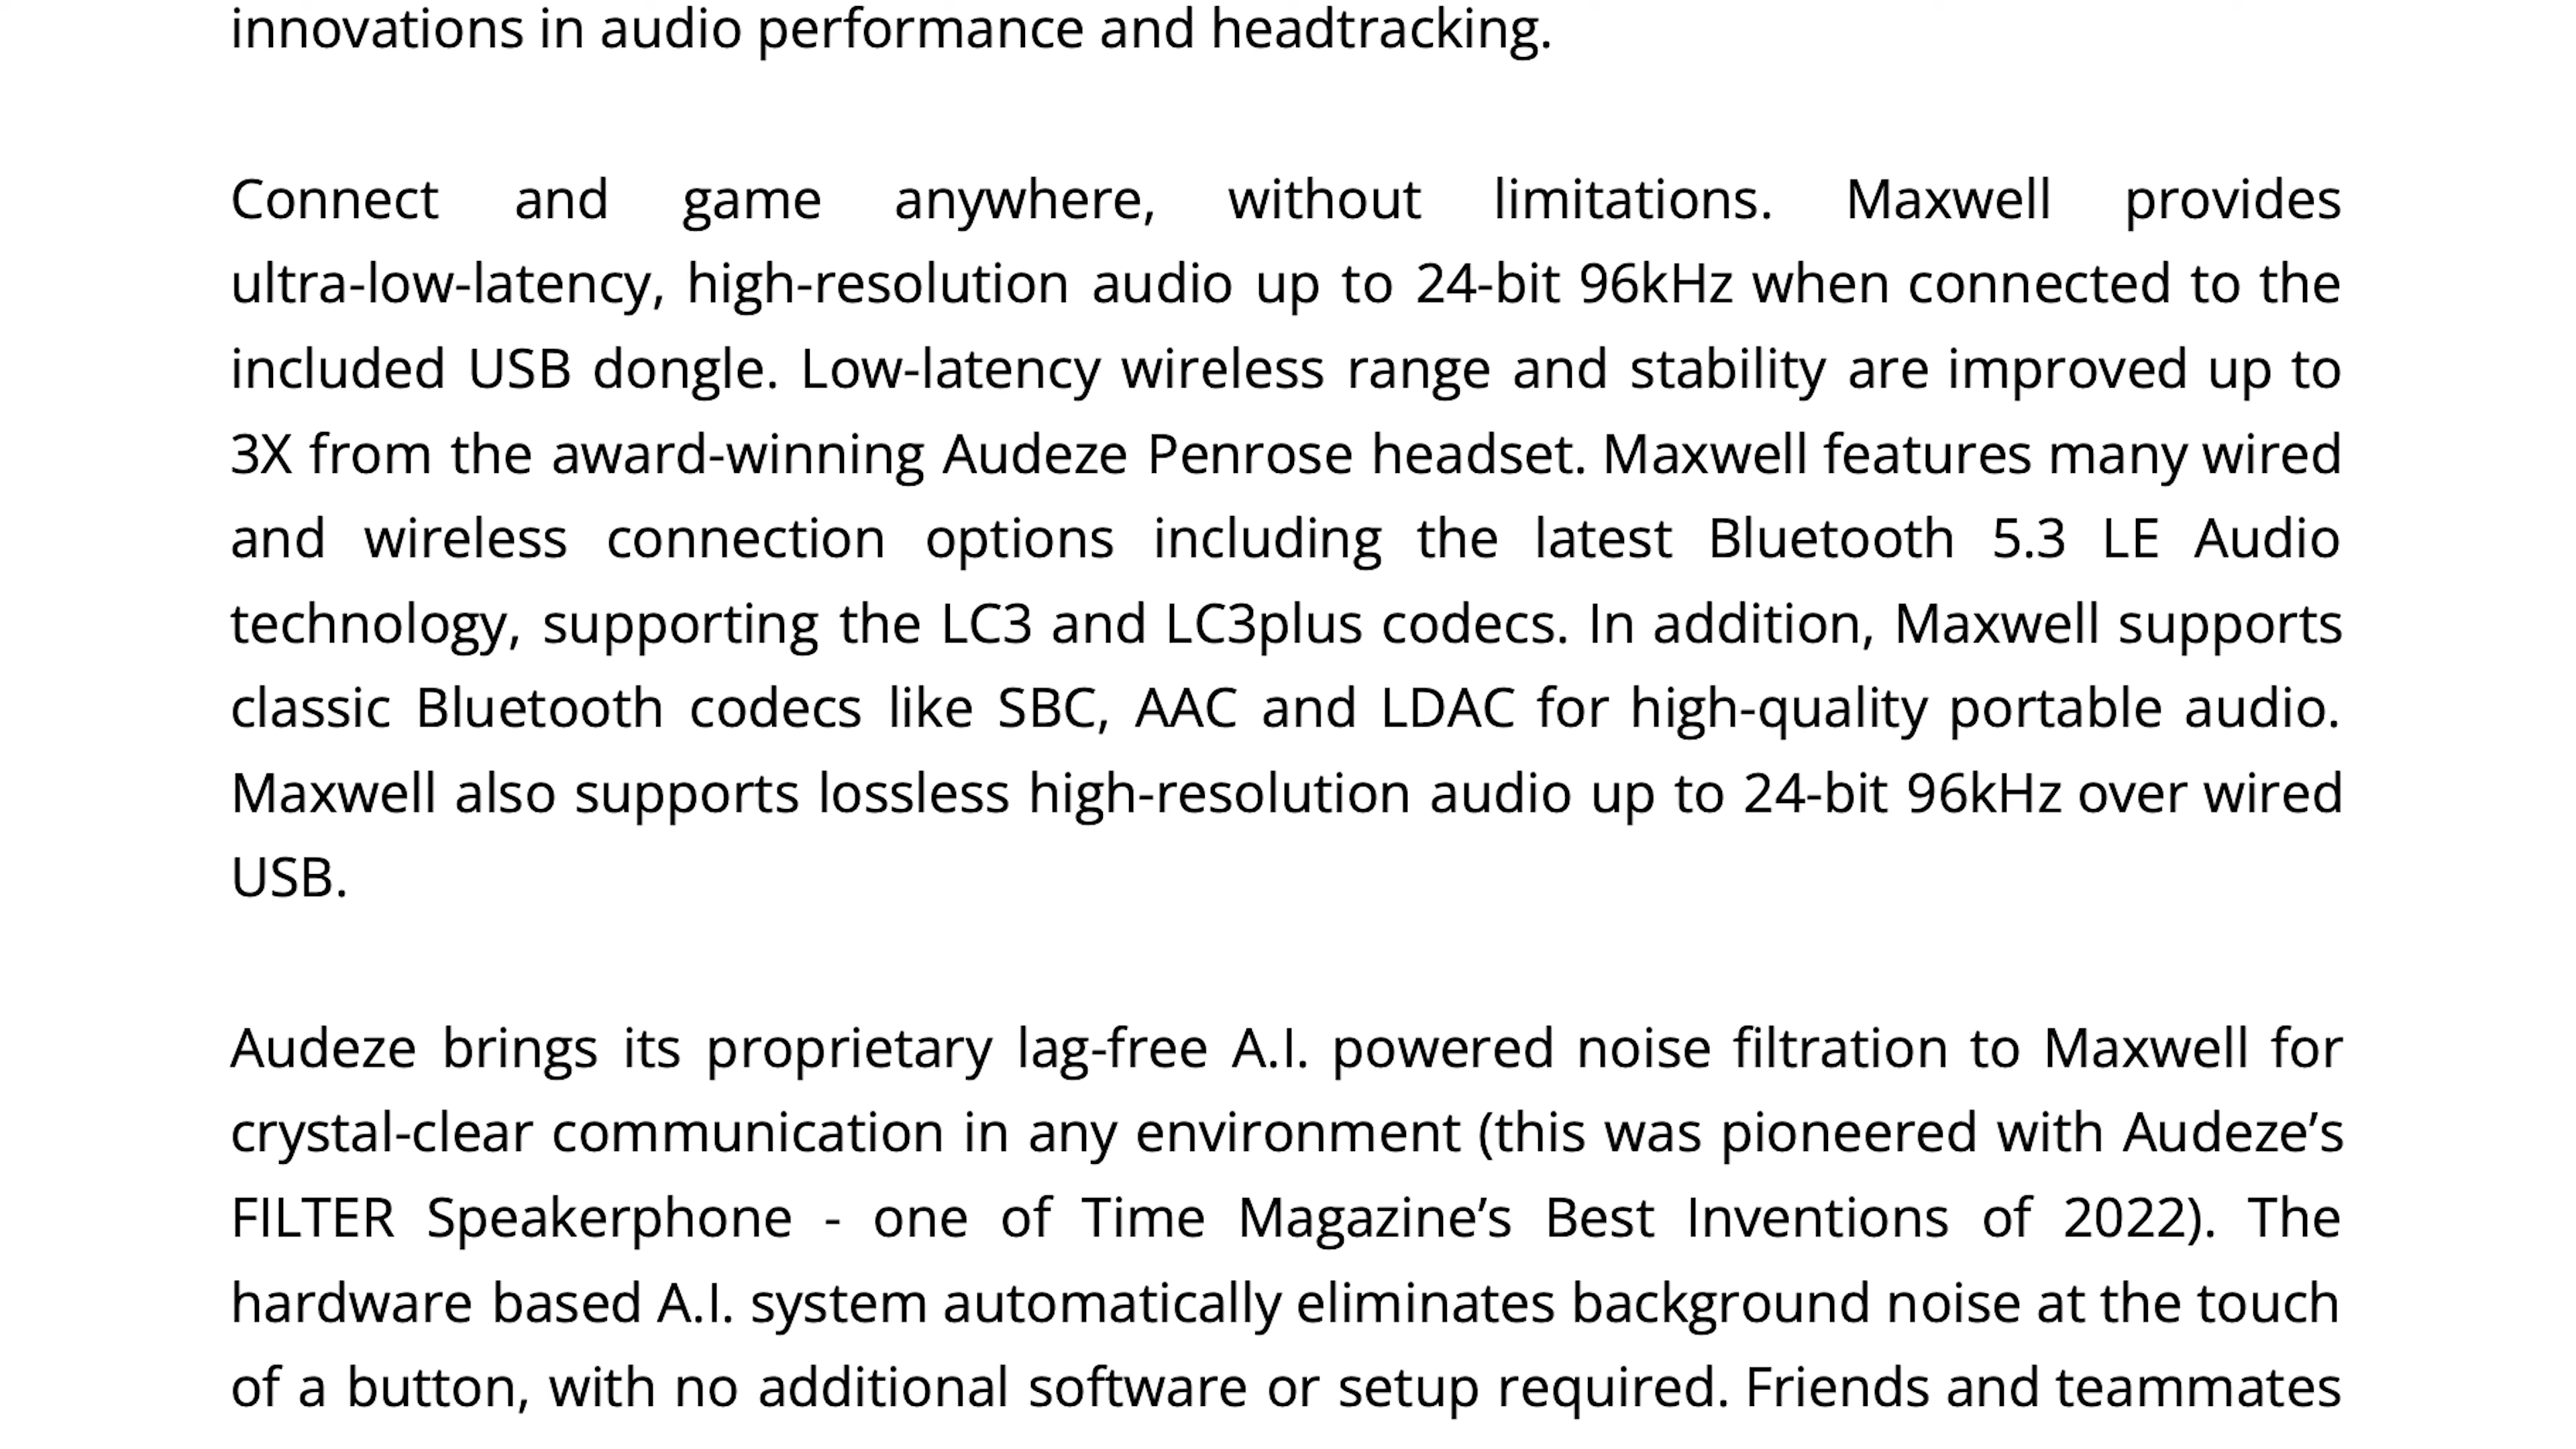 innovations in audio performance and headtracking.
Connect and game anywhere, without limitations. Maxwell provides
ultra-low-latency, high-resolution audio up to 24-bit 96kHz when connected to the
included USB dongle. Low-latency wireless range and stability are improved up to
3X from the award-winning Audeze Penrose headset. Maxwell features many wired
and wireless connection options including the latest Bluetooth 5.3 LE Audio
technology, supporting the LC3 and LC3plus codecs. In addition, Maxwell supports
classic Bluetooth codecs like SBC, AAC and LDAC for high-quality portable audio.
Maxwell also supports lossless high-resolution audio up to 24-bit 96kHz over wired
USB.
Audeze brings its proprietary lag-free A.I. powered noise filtration to Maxwell for
crystal-clear communication in any environment (this was pioneered with Audeze’s
FILTER Speakerphone - one of Time Magazine’s Best Inventions of 2022). The
hardware based A.I. system automatically eliminates background noise at the touch
of a button, with no additional software or setup required. Friends and teammates